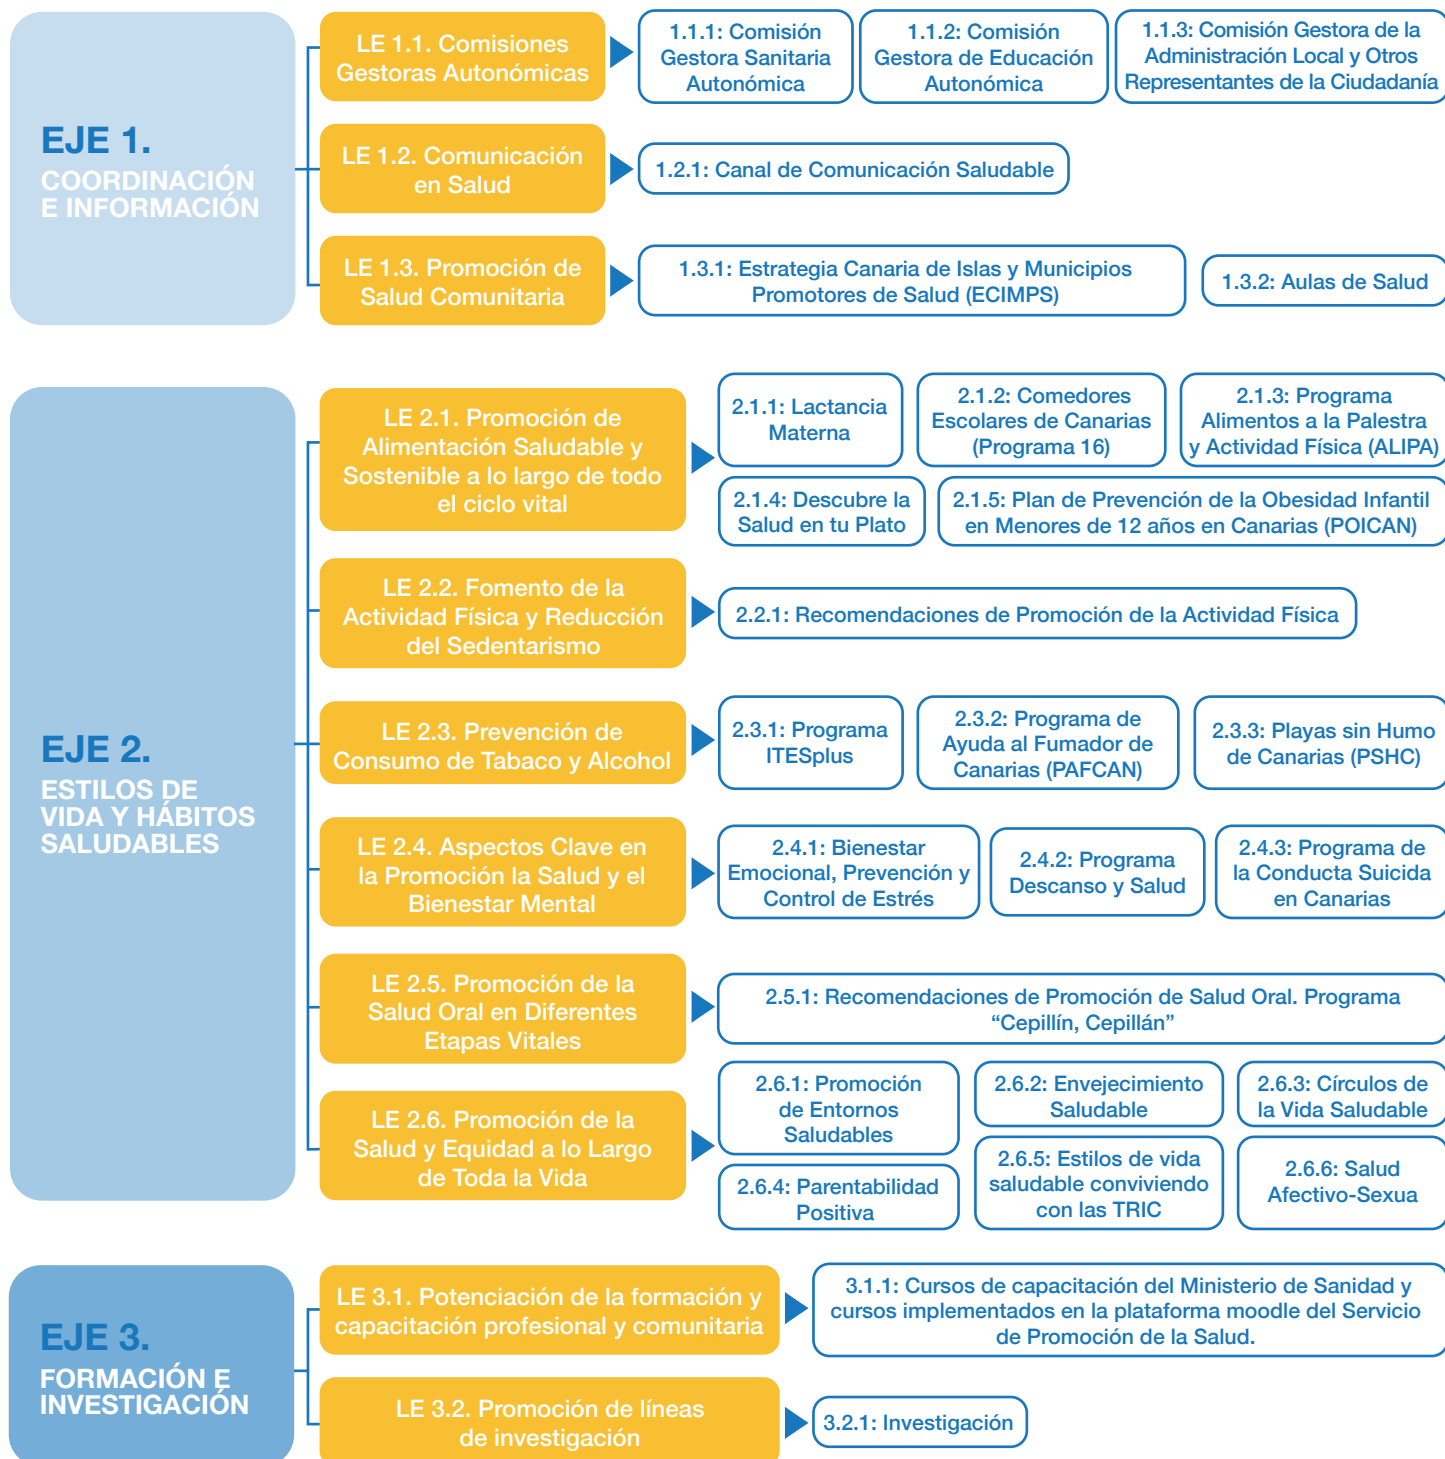 EJE 1.
COORDINACIÓN
E INFORMACIÓN
LE 1.1. Comisiones
Gestoras Autonómicas
1.1.1: Comisión
Gestora Sanitaria
Autonómica
1.1.2: Comisión
Gestora de Educación
Autonómica
1.1.3: Comisión Gestora de la
Administración Local y Otros
Representantes de la Ciudadanía
LE 1.2. Comunicación
en Salud
1.2.1: Canal de Comunicación Saludable
LE 1.3. Promoción de
Salud Comunitaria
1.3.1: Estrategia Canaria de Islas y Municipios
Promotores de Salud (ECIMPS)
1.3.2: Aulas de Salud
EJE 2.
ESTILOS DE
VIDA Y HÁBITOS
SALUDABLES
LE 2.1. Promoción de
Alimentación Saludable y
Sostenible a lo largo de todo
el ciclo vital
2.1.1: Lactancia
Materna
2.1.2: Comedores
Escolares de Canarias
(Programa 16)
2.1.3: Programa
Alimentos a la Palestra
y Actividad Física (ALIPA)
2.1.4: Descubre la
Salud en tu Plato
2.1.5: Plan de Prevención de la Obesidad Infantil
en Menores de 12 años en Canarias (POICAN)
LE 2.2. Fomento de la
Actividad Física y Reducción
del Sedentarismo
2.2.1: Recomendaciones de Promoción de la Actividad Física
LE 2.3. Prevención de
Consumo de Tabaco y Alcohol
2.3.1: Programa
ITESplus
2.3.2: Programa de
Ayuda al Fumador de
Canarias (PAFCAN)
2.3.3: Playas sin Humo
de Canarias (PSHC)
LE 2.4. Aspectos Clave en
la Promoción la Salud y el
Bienestar Mental
2.4.1: Bienestar
Emocional, Prevención y
Control de Estrés
2.4.2: Programa
Descanso y Salud
2.4.3: Programa de
la Conducta Suicida
en Canarias
LE 2.5. Promoción de la
Salud Oral en Diferentes
Etapas Vitales
2.5.1: Recomendaciones de Promoción de Salud Oral. Programa
“Cepillín, Cepillán”
LE 2.6. Promoción de la
Salud y Equidad a lo Largo
de Toda la Vida
2.6.1: Promoción
de Entornos
Saludables
2.6.2: Envejecimiento
Saludable
2.6.3: Círculos de
la Vida Saludable
2.6.4: Parentabilidad
Positiva
2.6.5: Estilos de vida
saludable conviviendo
con las TRIC
2.6.6: Salud
Afectivo-Sexua
EJE 3.
FORMACIÓN E
INVESTIGACIÓN
LE 3.1. Potenciación de la formación y
capacitación profesional y comunitaria
3.1.1: Cursos de capacitación del Ministerio de Sanidad y
cursos implementados en la plataforma moodle del Servicio
de Promoción de la Salud.
LE 3.2. Promoción de líneas
de investigación
3.2.1: Investigación